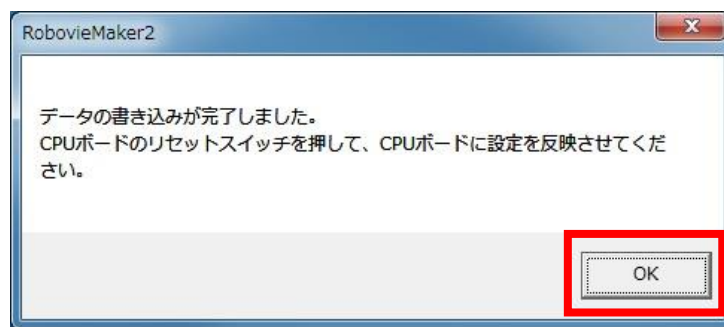 RobovieMaker2
データの書き込みが完了しました。
CPUボードのリセットスイッチを押して、CPUボードに設定を反映させてくだ
さい。
OK